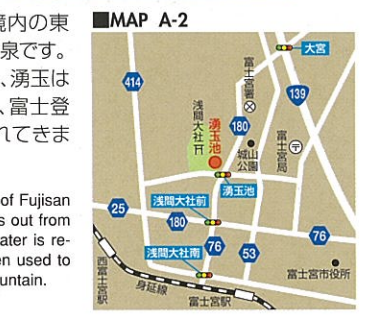 境内の東
泉です。
、湧玉は
、富士登
れてきま
of Fujisan
s out from
ater is re-
en used to
untain.
■MAP A-2
大宮
414
富士宮署
139
浅間大社
湧玉池
180
城山
公園
富士宮局
湧玉池
浅間大社前
25
180
76
76
浅間大社南
53
西富士宮駅
身延線
富士宮駅
富士宮市役所